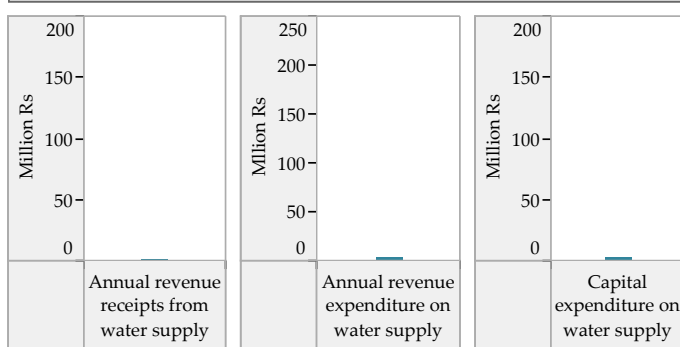 200
150
100
50
0
Million Rs
Annual revenue
receipts from
water supply
250
200
150
100
50
0
MIlion Rs
Annual revenue
expenditure on
water supply
200
150
100
50
0
Million Rs
Capital
expenditure on
water supply